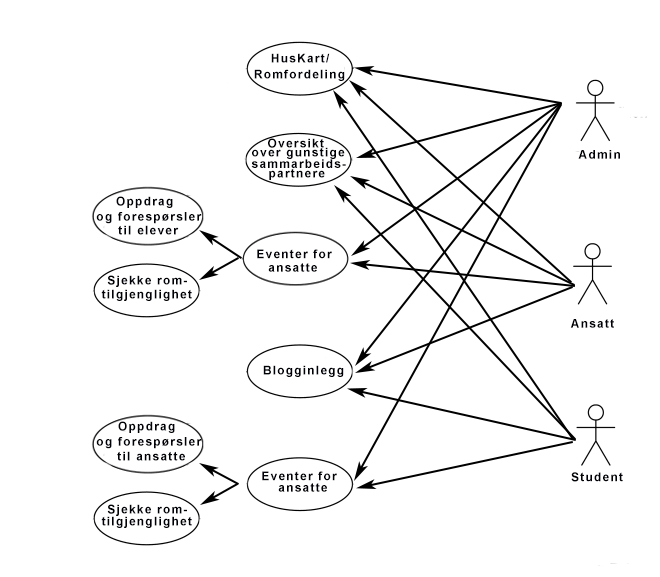 HusKart/
Romfordeling
Admin
Oversikt
over gunstige
sammarbeids-
partnere
Oppdrag
og forespørsler
til elever
Eventer for
ansatte
Sjekke rom-
tilgjenglighet
Ansatt
Blogginlegg
Oppdrag
og forespørsler
til ansatte
Eventer for
ansatte
Sjekke rom-
tilgjenglighet
Student